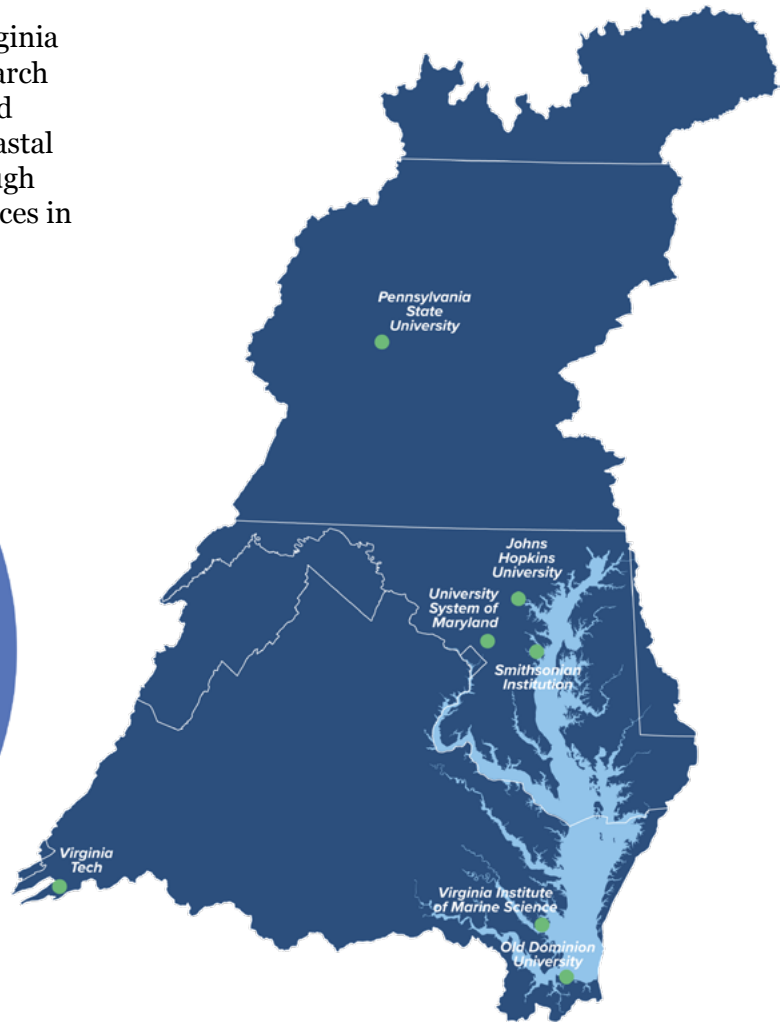 ginia
arch
d
astal
ugh
ces in
Pennsylvania
State
University
Johns
Hopkins
University
University
System of
Maryland
Smithsonian
Institution
Virginia
Tech
Virginia Institute
of Marine Science
Old Dominion
University